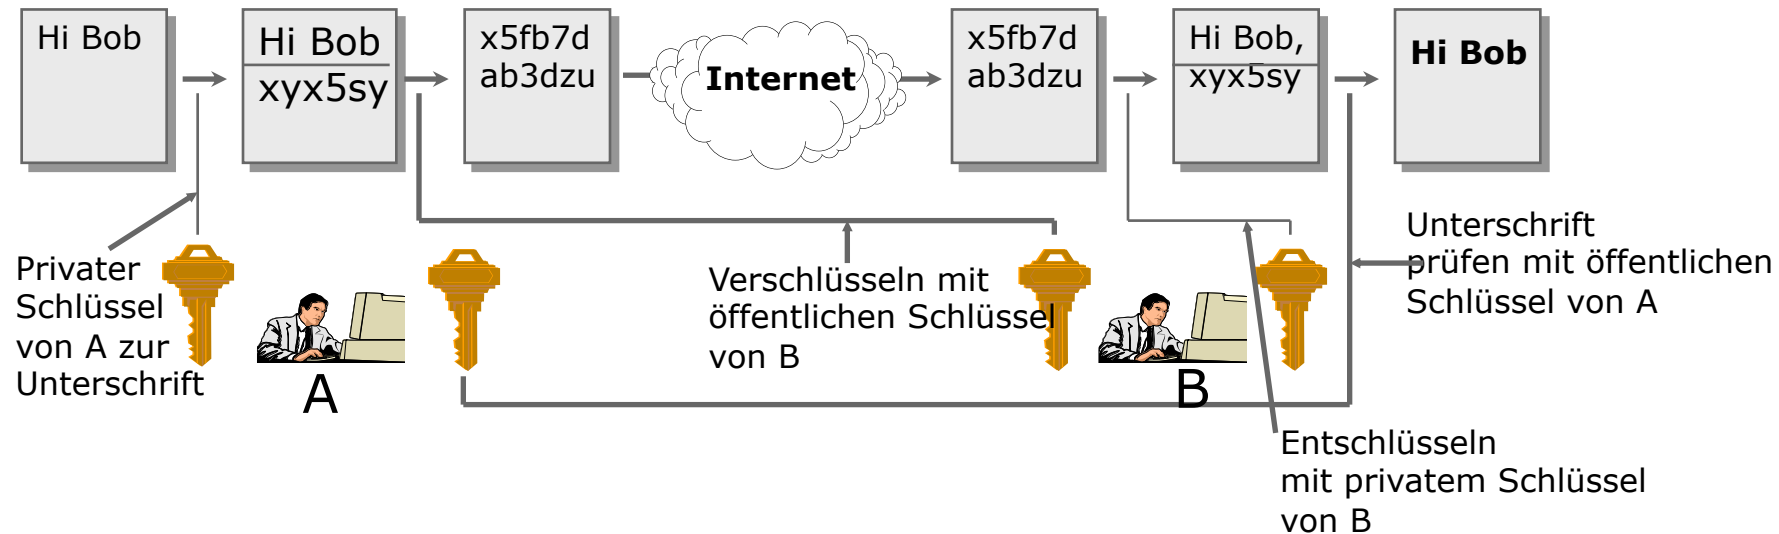 Hi Bob
Hi Bob
xyx5sy
x5fb7d
ab3dzu
Internet
x5fb7d
ab3dzu
Hi Bob,
xyx5sy
Hi Bob
Privater
Schlüssel
von A zur
Unterschrift
A
Verschlüsseln mit
öffentlichen Schlüssel
von B
B
Unterschrift
prüfen mit öffentlichen
Schlüssel von A
Entschlüsseln
mit privatem Schlüssel
von B